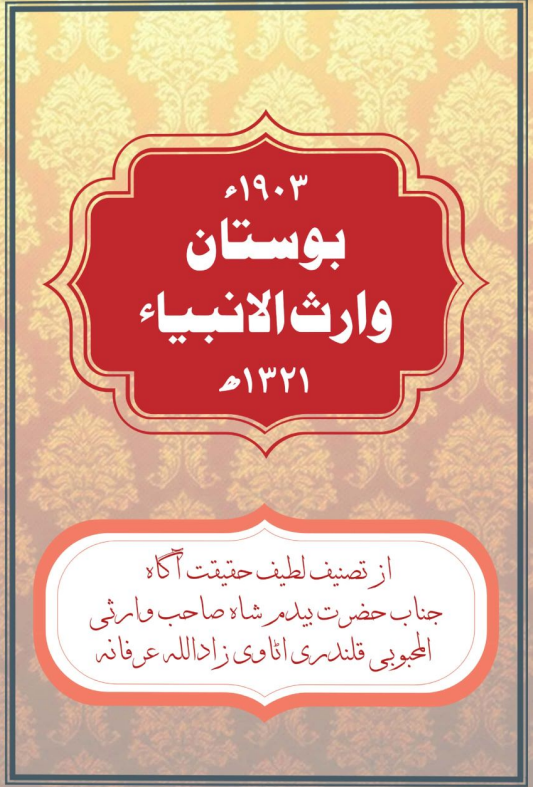 ۱۹۰۳ء
بوستان
وارث الانبیاء
۱۳۲۱ھ
از تصنیف لطیف حقیقت آگاہ
جناب حضرت بیدم شاہ صاحب وارثی
المحبوبی قلندری اٹاوی زاداللہ عرفانہ